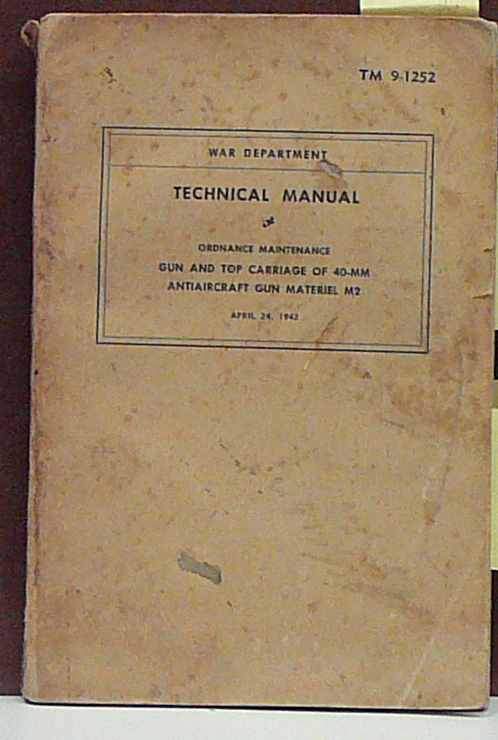 TM 9-1252
WAR DEPARTMENT
TECHNICAL MANUAL
ORDNANCE MAINTENANCE
GUN AND TOP CARRIAGE OF 40-MM
ANTIAIRCRAFT GUN MATERIEL M2
APRIL 24, 1942